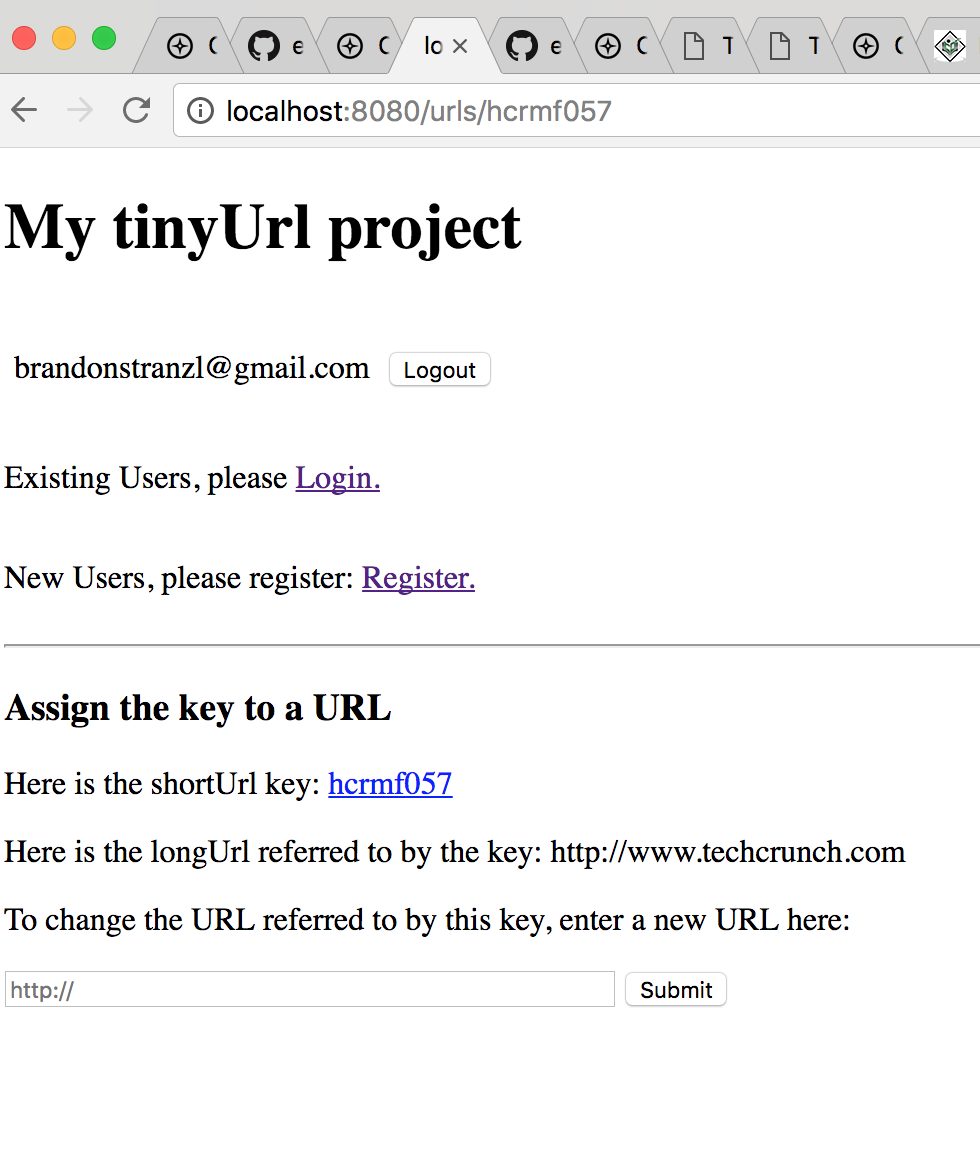 lo
localhost:8080/urls/hcrmf057
My tinyUrl project
brandonstranzl@gmail.com Logout
Existing Users, please Login.
New Users, please register: Register.
Assign the key to a URL
Here is the shortUrl key: hcrmf057
Here is the longUrl referred to by the key: http://www.techcrunch.com
To change the URL referred to by this key, enter a new URL here:
http:// Submit